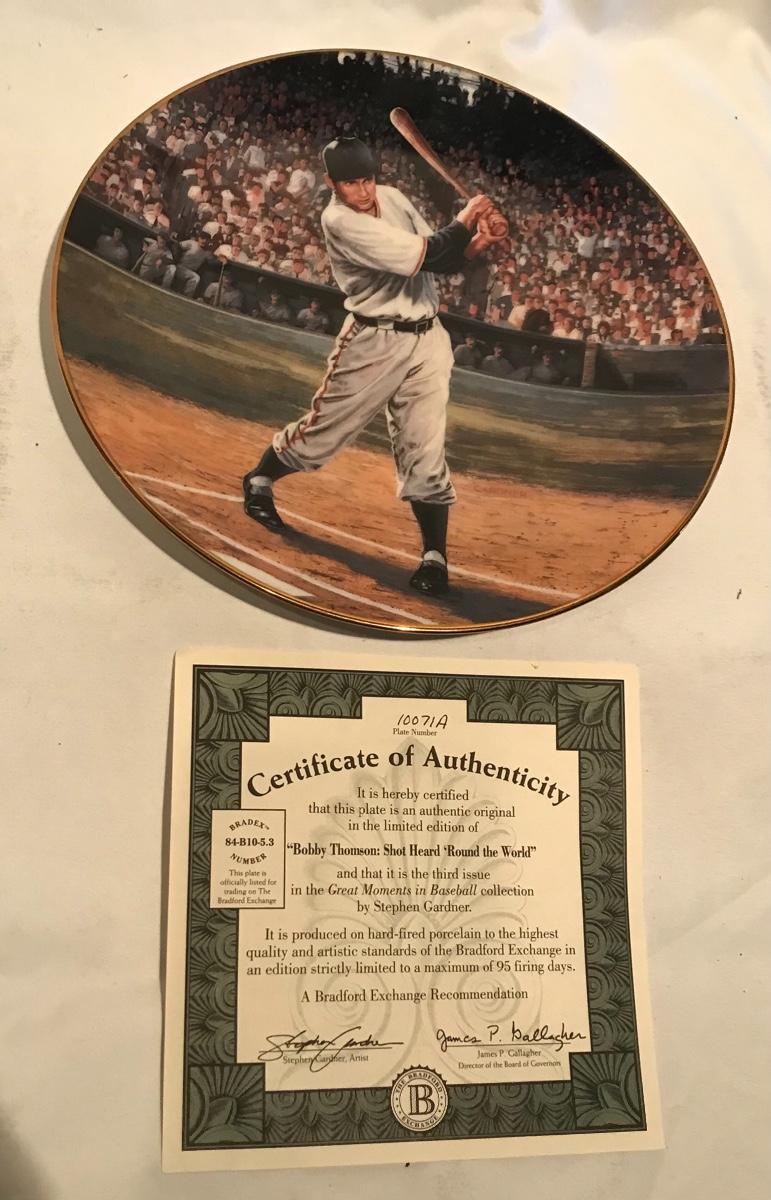 10071A
Plate Number
Certificate of Authenticity
It is hereby certified
that this plate is an authentic original
in the limited edition of
BRADEX™
84-B10-5.3
NUMBER
This plate is
officially listed for
trading on The
Bradford Exchange
"Bobby Thomson: Shot Heard 'Round the World"
and that it is the third issue
in the Great Moments in Baseball collection
by Stephen Gardner.
It is produced on hard-fired porcelain to the highest
quality and artistic standards of the Bradford Exchange in
an edition strictly limited to a maximum of 95 firing days.
A Bradford Exchange Recommendation
Stephen Gardner
Stephen Gardner, Artist
James P. Gallagher
James P. Gallagher
Director of the Board of Governors
THE BRADFORD
B
EXCHANGE